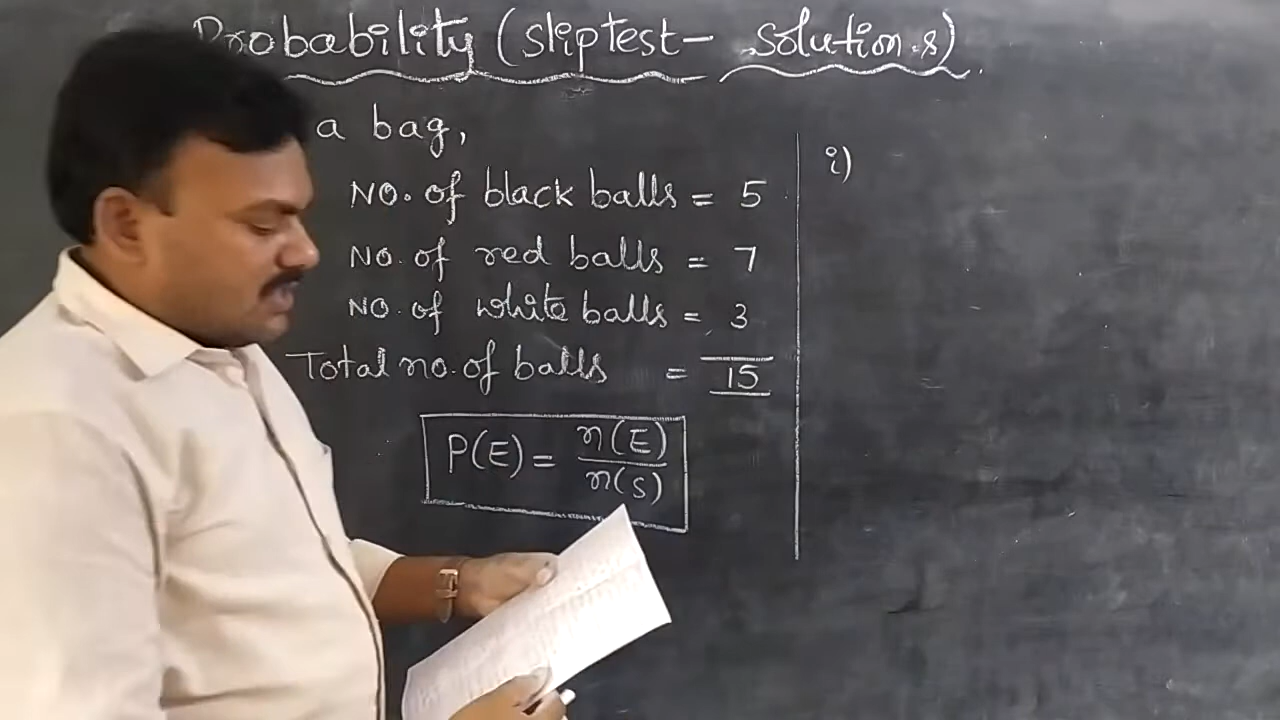 Probability (sliptest- solutions)
a bag,
NO. of black balls = 5
NO. of red balls = 7
NO. of white balls = 3
Total no. of balls = 15
P(E) = n(E)/n(S)
i)